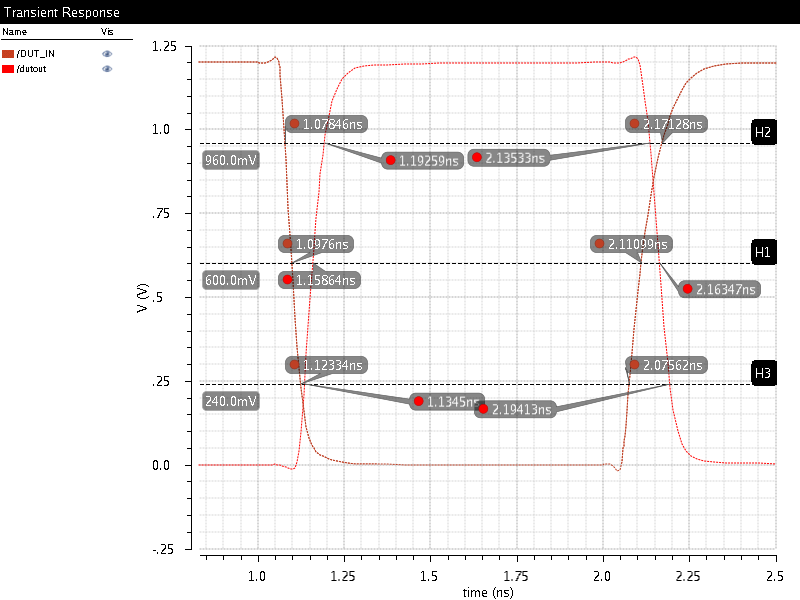 Transient Response
Name Vis
/DUT_IN
/dutout
1.25
1.0
.75
.5
.25
0.0
-.25
V (V)
1.07846ns
2.17128ns
H2
960.0mV
1.19259ns
2.13533ns
1.0976ns
2.11099ns
H1
600.0mV
1.15864ns
2.16347ns
1.12334ns
2.07562ns
H3
240.0mV
1.1345ns
2.19413ns
1.0 1.25 1.5 1.75 2.0 2.25 2.5
time (ns)